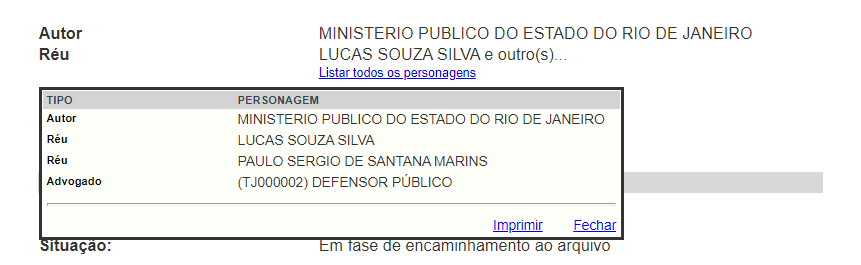 Autor MINISTERIO PUBLICO DO ESTADO DO RIO DE JANEIRO
Réu LUCAS SOUZA SILVA e outro(s)...
Listar todos os personagens
TIPO PERSONAGEM
Autor MINISTERIO PUBLICO DO ESTADO DO RIO DE JANEIRO
Réu LUCAS SOUZA SILVA
Réu PAULO SERGIO DE SANTANA MARINS
Advogado (TJ000002) DEFENSOR PÚBLICO
Imprimir Fechar
Situação: Em fase de encaminhamento ao arquivo